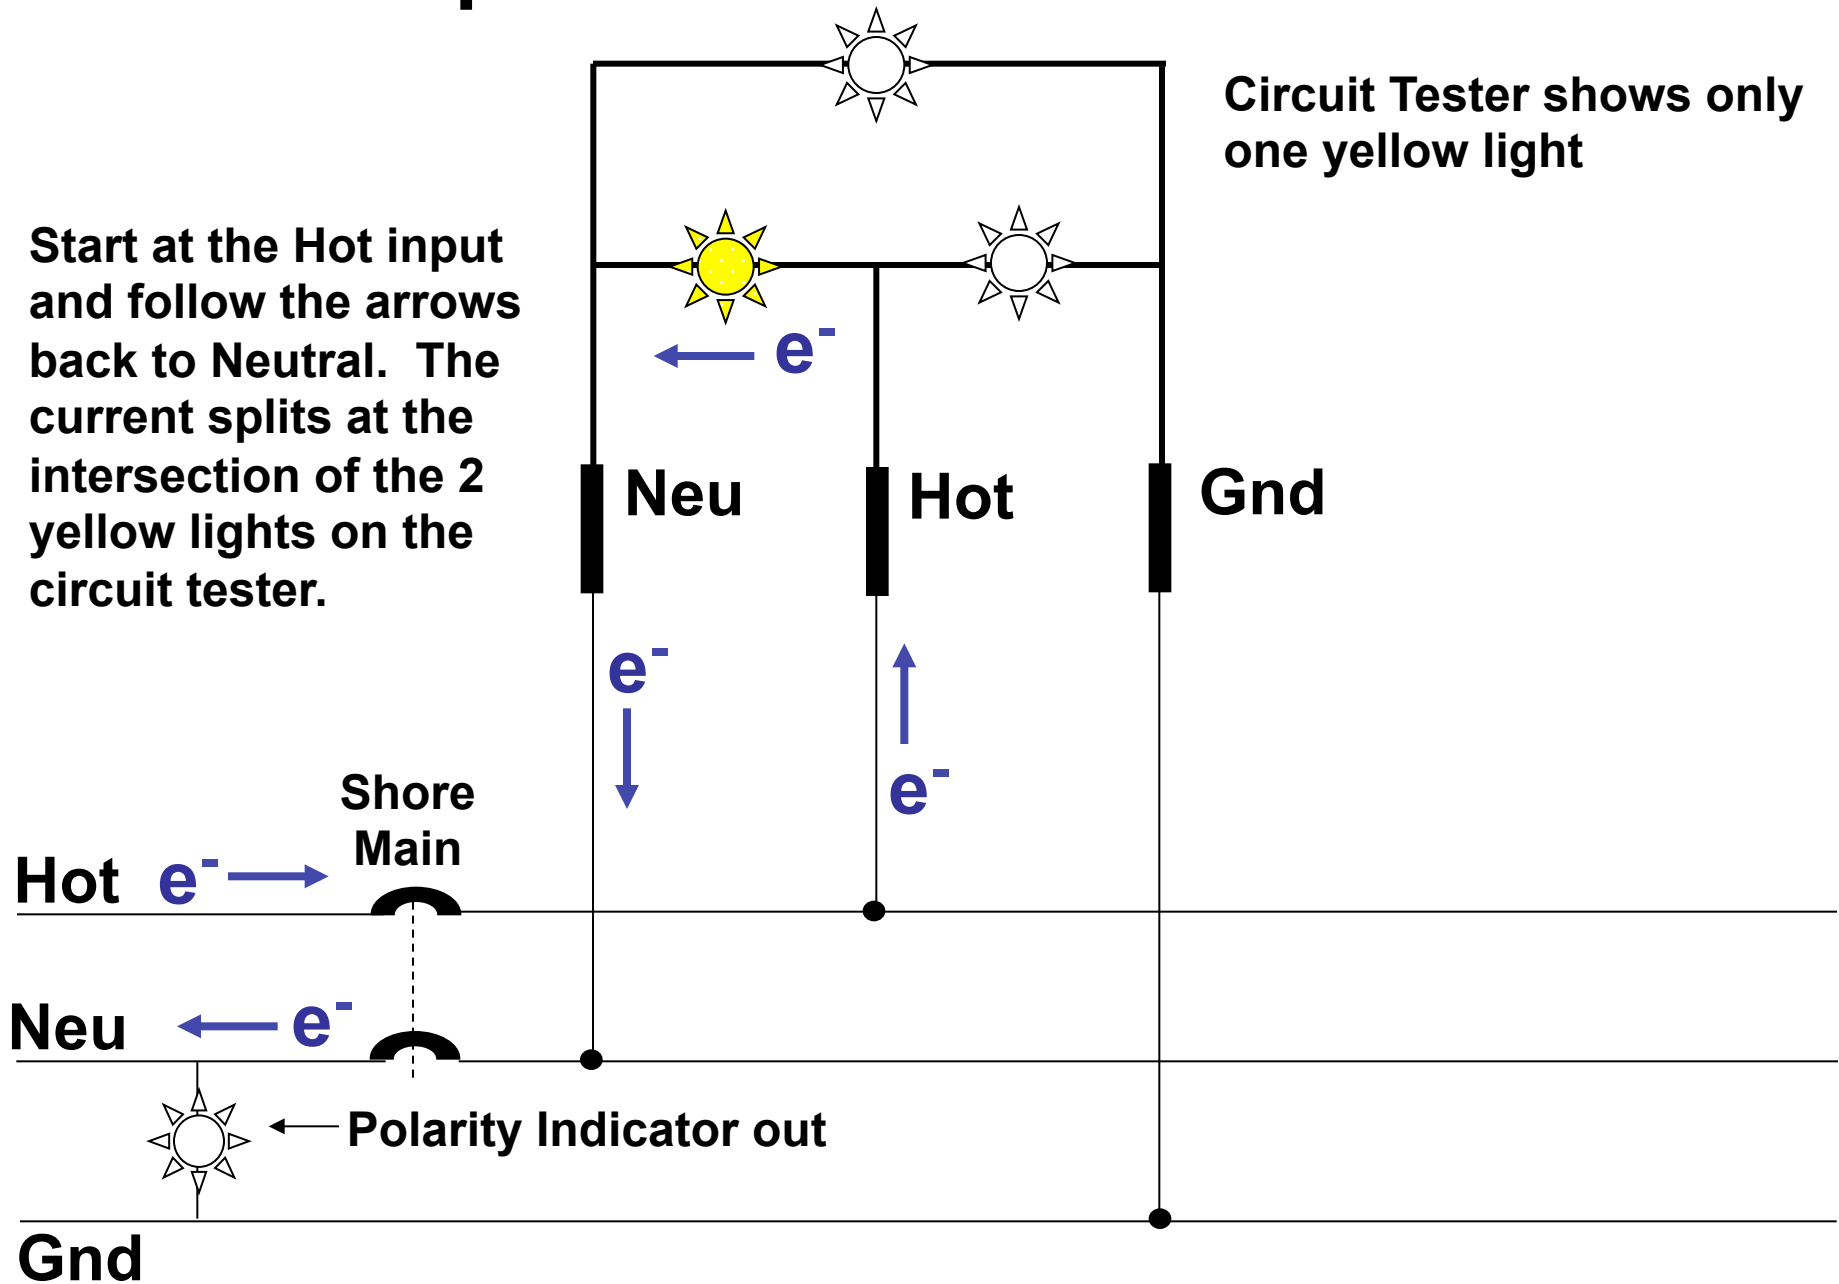 Circuit Tester shows only
one yellow light
Start at the Hot input
and follow the arrows
back to Neutral.  The
current splits at the
intersection of the 2
yellow lights on the
circuit tester.
e-
Neu
Hot
Gnd
e-
e-
Shore
Main
Hot e-
Neu e-
Polarity Indicator out
Gnd